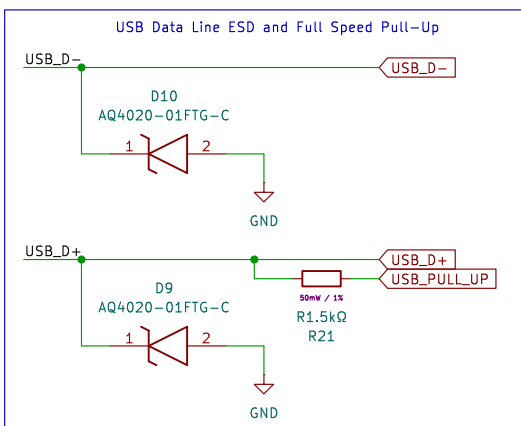 USB Data Line ESD and Full Speed Pull-Up
USB_D-
USB_D-
D10
AQ4020-01FTG-C
1
2
GND
USB_D+
USB_D+
USB_PULL_UP
D9
AQ4020-01FTG-C
50mW / 1%
R1.5kΩ
R21
1
2
GND